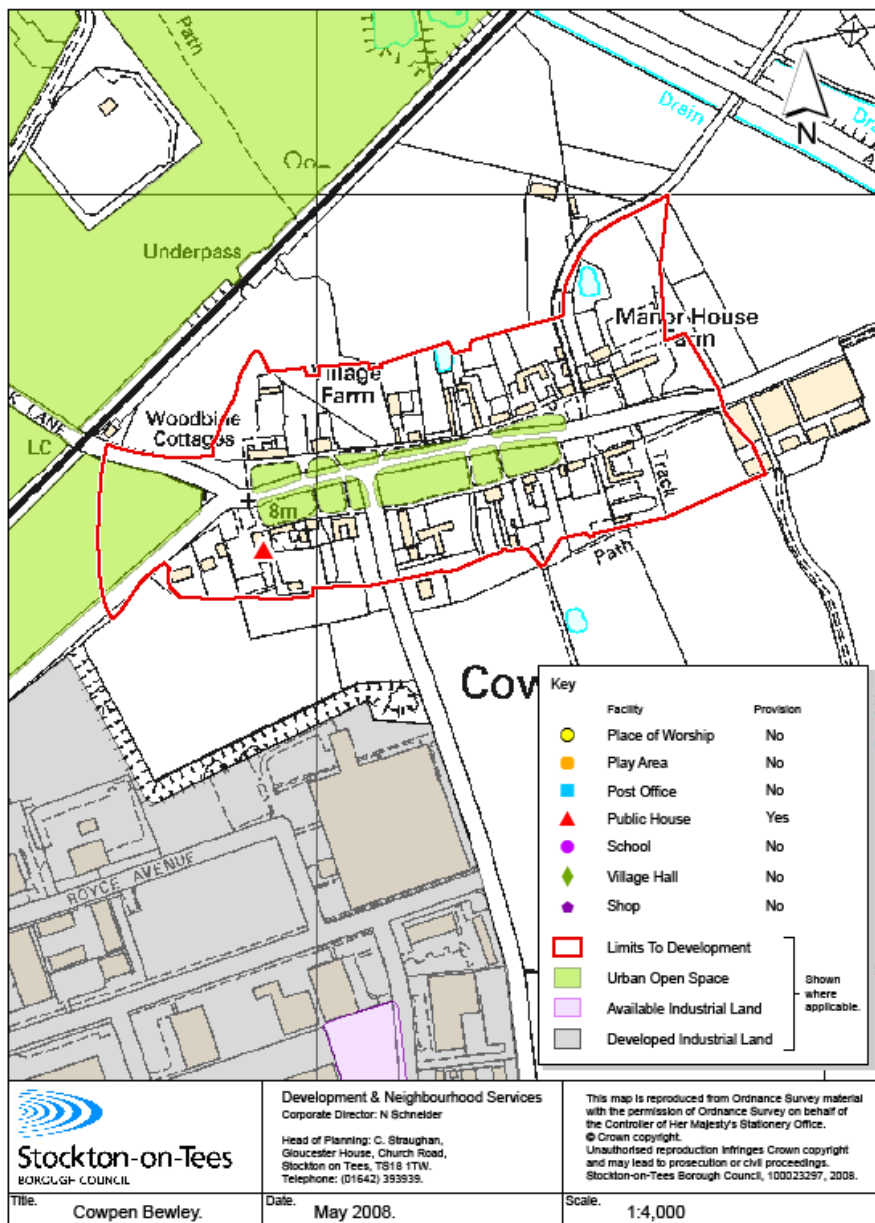 Path
Drain
N
Underpass
Manor House
Farm
Village
Farm
LANE
Woodbine
Cottages
LC
8m
Track
Path
Cow
ROYCE AVENUE
Key
Facility Provision
Place of Worship No
Play Area No
Post Office No
Public House Yes
School No
Village Hall No
Shop No
Limits To Development
Urban Open Space
Available Industrial Land
Developed Industrial Land
Shown
where
applicable.
Stockton-on-Tees
BOROUGH COUNCIL
Development & Neighbourhood Services
Corporate Director: N Schneider
Head of Planning: C. Straughan,
Gloucester House, Church Road,
Stockton on Tees, TS18 1TW.
Telephone: (01642) 393939.
This map is reproduced from Ordnance Survey material
with the permission of Ordnance Survey on behalf of
the Controller of Her Majesty's Stationery Office.
© Crown copyright.
Unauthorised reproduction infringes Crown copyright
and may lead to prosecution or civil proceedings.
Stockton-on-Tees Borough Council, 100023297, 2008.
Title. Cowpen Bewley.
Date. May 2008.
Scale. 1:4,000